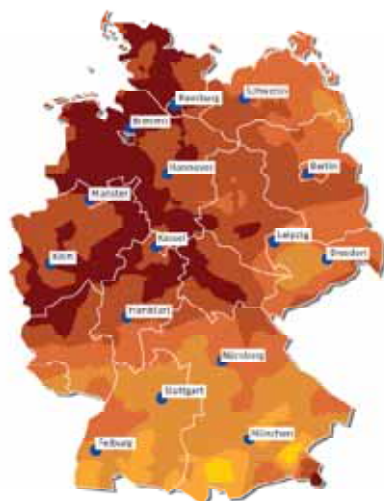 Hamburg
Schwerin
Bremen
Hannover
Berlin
Münster
Kassel
Leipzig
Köln
Dresden
Frankfurt
Nürnberg
Stuttgart
Freiburg
München